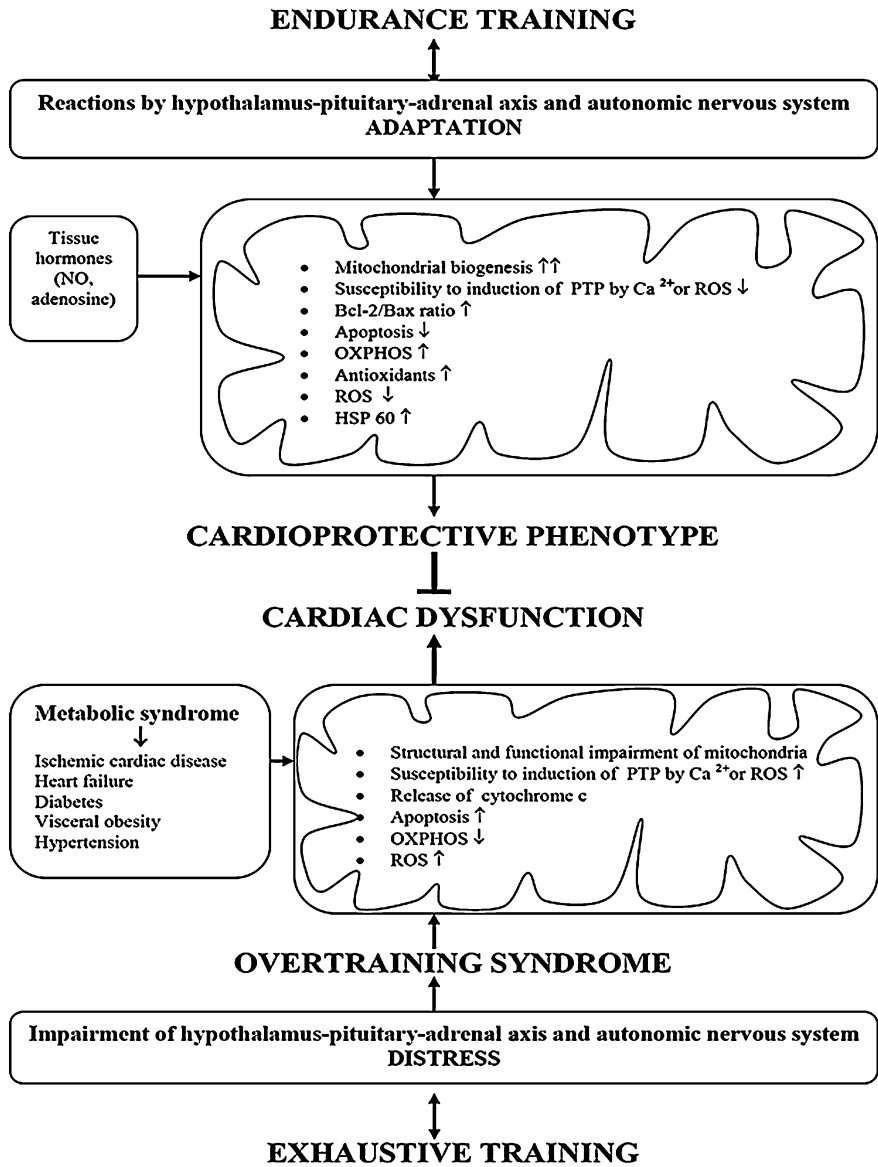 ENDURANCE TRAINING
Reactions by hypothalamus-pituitary-adrenal axis and autonomic nervous system
ADAPTATION
Tissue
hormones
(NO,
adenosine)
• Mitochondrial biogenesis ↑↑
• Susceptibility to induction of PTP by Ca ²⁺or ROS ↓
• Bcl-2/Bax ratio ↑
• Apoptosis ↓
• OXPHOS ↑
• Antioxidants ↑
• ROS ↓
• HSP 60 ↑
CARDIOPROTECTIVE PHENOTYPE
CARDIAC DYSFUNCTION
Metabolic syndrome
↓
Ischemic cardiac disease
Heart failure
Diabetes
Visceral obesity
Hypertension
• Structural and functional impairment of mitochondria
• Susceptibility to induction of PTP by Ca ²⁺or ROS ↑
• Release of cytochrome c
• Apoptosis ↑
• OXPHOS ↓
• ROS ↑
OVERTRAINING SYNDROME
Impairment of hypothalamus-pituitary-adrenal axis and autonomic nervous system
DISTRESS
EXHAUSTIVE TRAINING